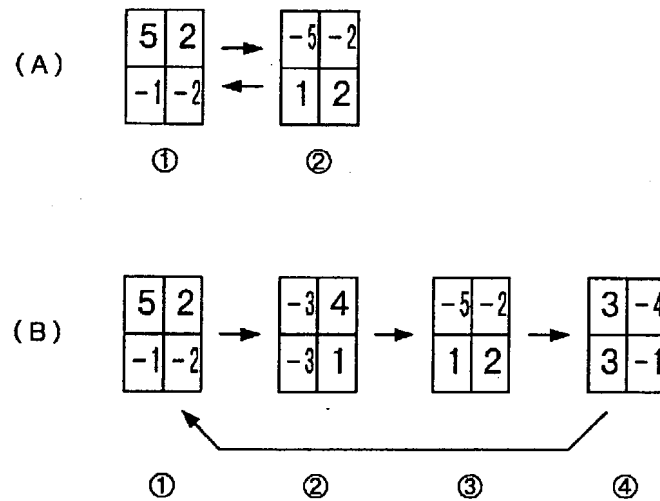 (A)
5 2 → -5 -2
-1 -2 ← 1 2
① ②
(B)
5 2 → -3 4 → -5 -2 → 3 -4
-1 -2 -3 1 1 2 3 -1
① ② ③ ④